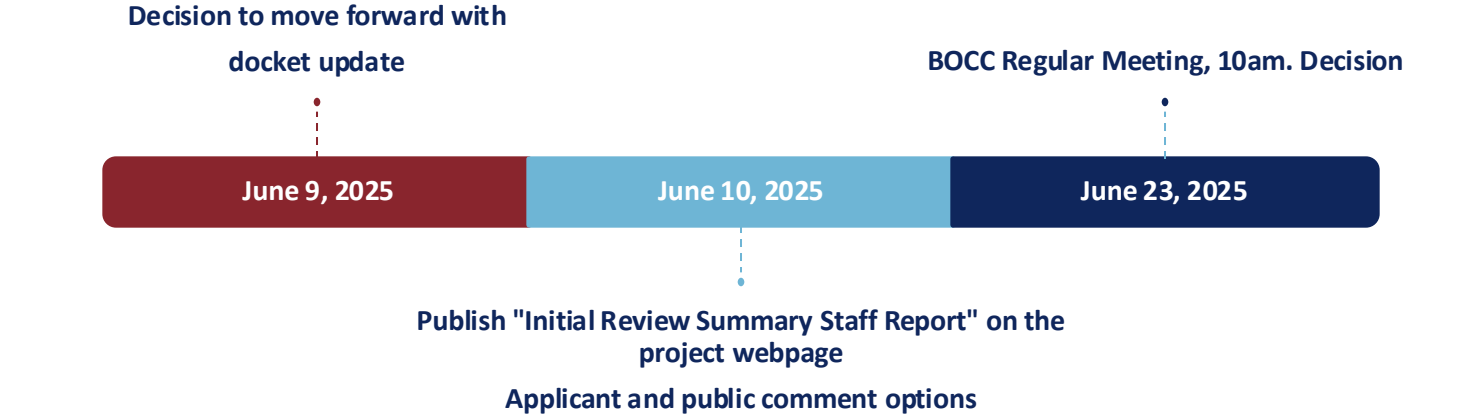 Decision to move forward with
docket update
BOCC Regular Meeting, 10am. Decision
June 9, 2025
June 10, 2025
June 23, 2025
Publish "Initial Review Summary Staff Report" on the
project webpage
Applicant and public comment options